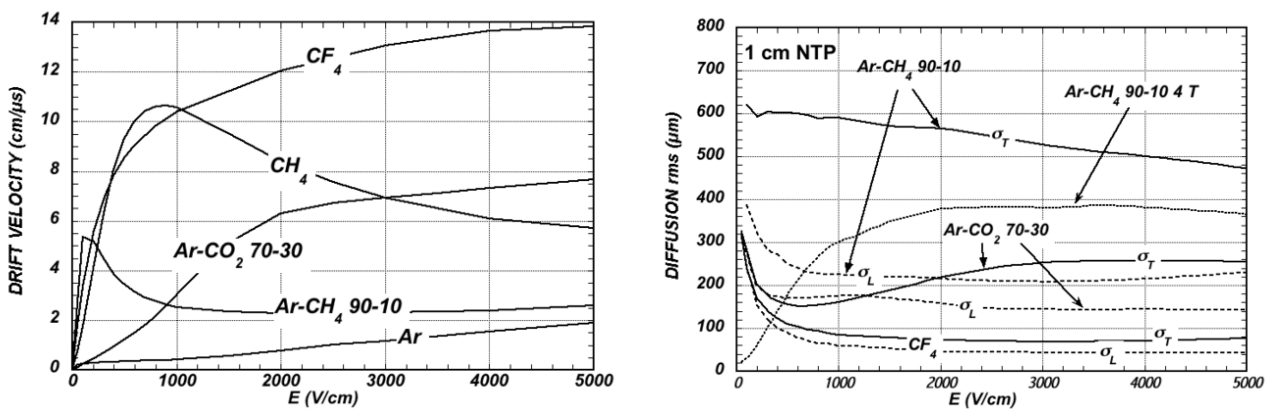 DRIFT VELOCITY (cm/μs)
14
12
10
8
6
4
2
0
CF4
CH4
Ar-CO2 70-30
Ar-CH4 90-10
Ar
0 1000 2000 3000 4000 5000
E (V/cm)
DIFFUSION rms (μm)
800
700
600
500
400
300
200
100
0
1 cm NTP
Ar-CH4 90-10
Ar-CH4 90-10 4 T
σT
Ar-CO2 70-30
σL
σT
σL
CF4
σT
σL
0 1000 2000 3000 4000 5000
E (V/cm)